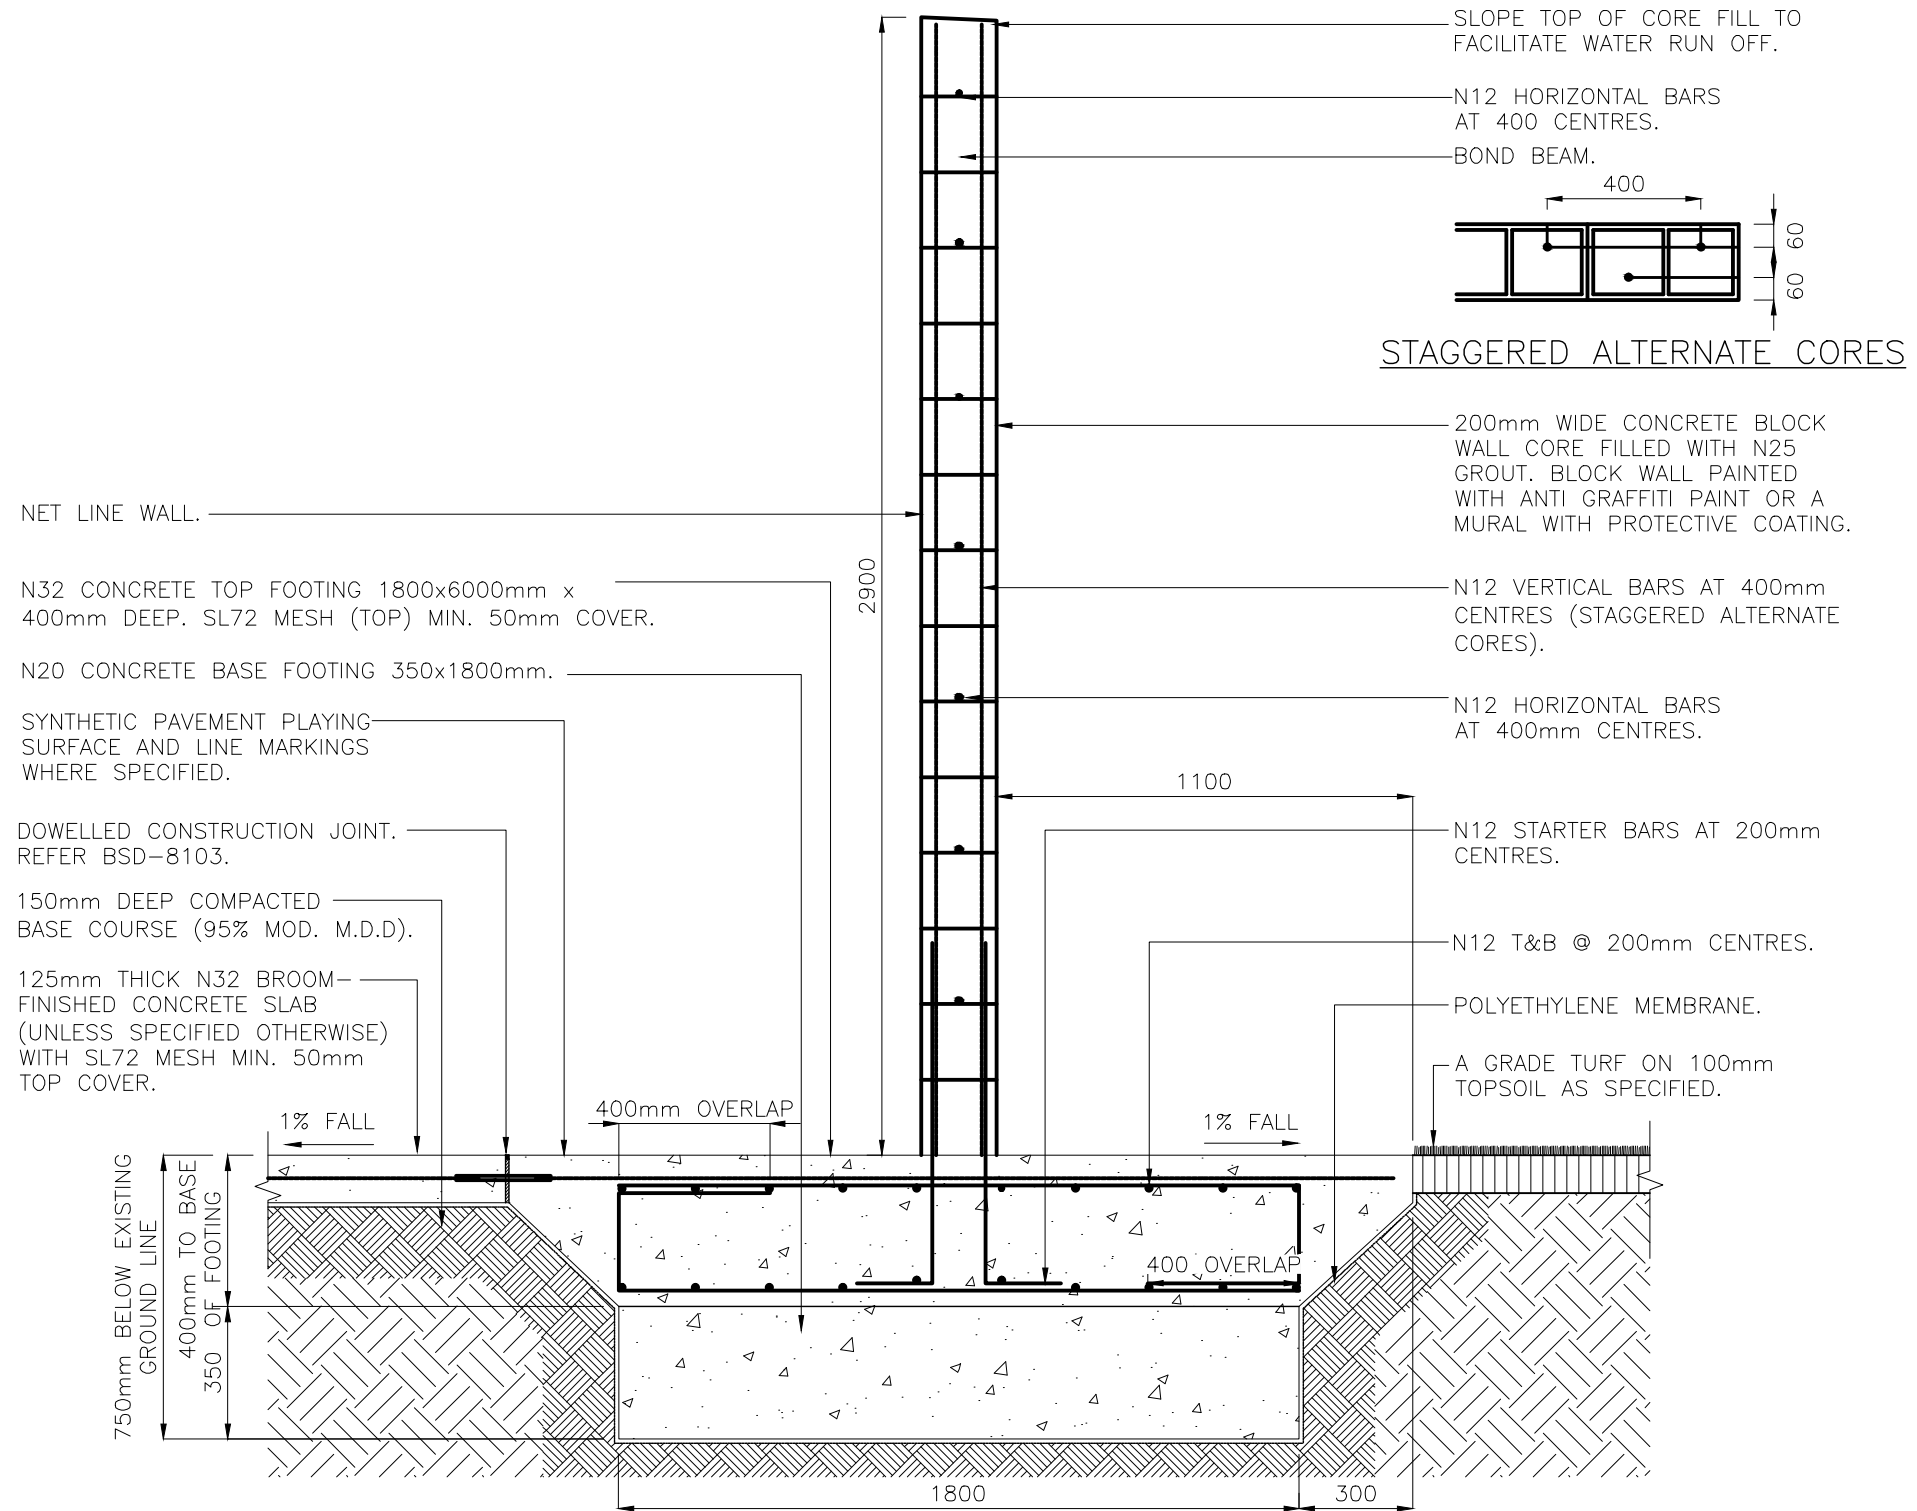 SLOPE TOP OF CORE FILL TO
FACILITATE WATER RUN OFF.
N12 HORIZONTAL BARS
AT 400 CENTRES.
BOND BEAM.
400
60
60
STAGGERED ALTERNATE CORES
200mm WIDE CONCRETE BLOCK
WALL CORE FILLED WITH N25
GROUT. BLOCK WALL PAINTED
WITH ANTI GRAFFITI PAINT OR A
MURAL WITH PROTECTIVE COATING.
N12 VERTICAL BARS AT 400mm
CENTRES (STAGGERED ALTERNATE
CORES).
N12 HORIZONTAL BARS
AT 400mm CENTRES.
1100
N12 STARTER BARS AT 200mm
CENTRES.
N12 T&B @ 200mm CENTRES.
POLYETHYLENE MEMBRANE.
A GRADE TURF ON 100mm
TOPSOIL AS SPECIFIED.
2900
NET LINE WALL.
N32 CONCRETE TOP FOOTING 1800x6000mm x
400mm DEEP. SL72 MESH (TOP) MIN. 50mm COVER.
N20 CONCRETE BASE FOOTING 350x1800mm.
SYNTHETIC PAVEMENT PLAYING
SURFACE AND LINE MARKINGS
WHERE SPECIFIED.
DOWELLED CONSTRUCTION JOINT.
REFER BSD-8103.
150mm DEEP COMPACTED
BASE COURSE (95% MOD. M.D.D).
125mm THICK N32 BROOM
FINISHED CONCRETE SLAB
(UNLESS SPECIFIED OTHERWISE)
WITH SL72 MESH MIN. 50mm
TOP COVER.
1% FALL
400mm OVERLAP
1% FALL
750mm BELOW EXISTING
GROUND LINE
400mm TO BASE
OF FOOTING
350
400 OVERLAP
1800
300